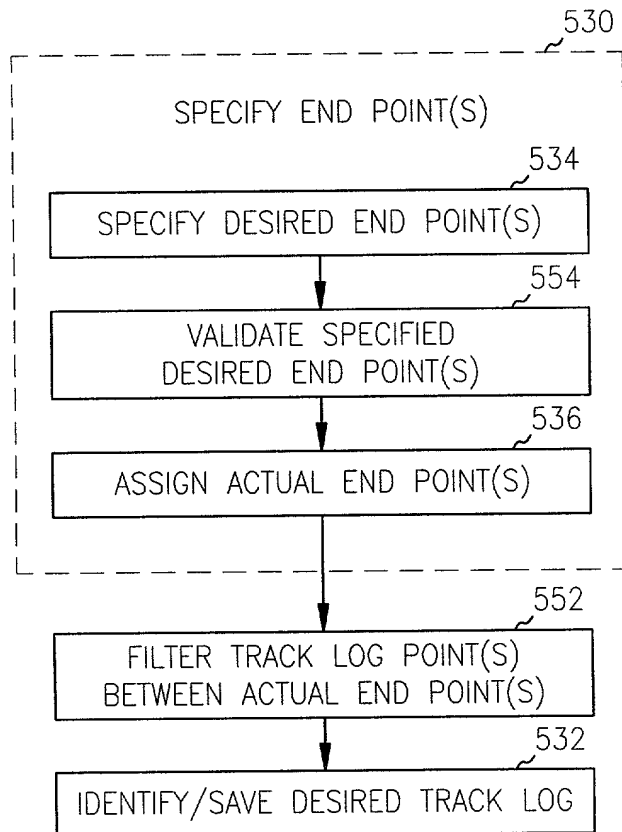 530
SPECIFY END POINT(S)
534
SPECIFY DESIRED END POINT(S)
554
VALIDATE SPECIFIED
DESIRED END POINT(S)
536
ASSIGN ACTUAL END POINT(S)
552
FILTER TRACK LOG POINT(S)
BETWEEN ACTUAL END POINT(S)
532
IDENTIFY/SAVE DESIRED TRACK LOG